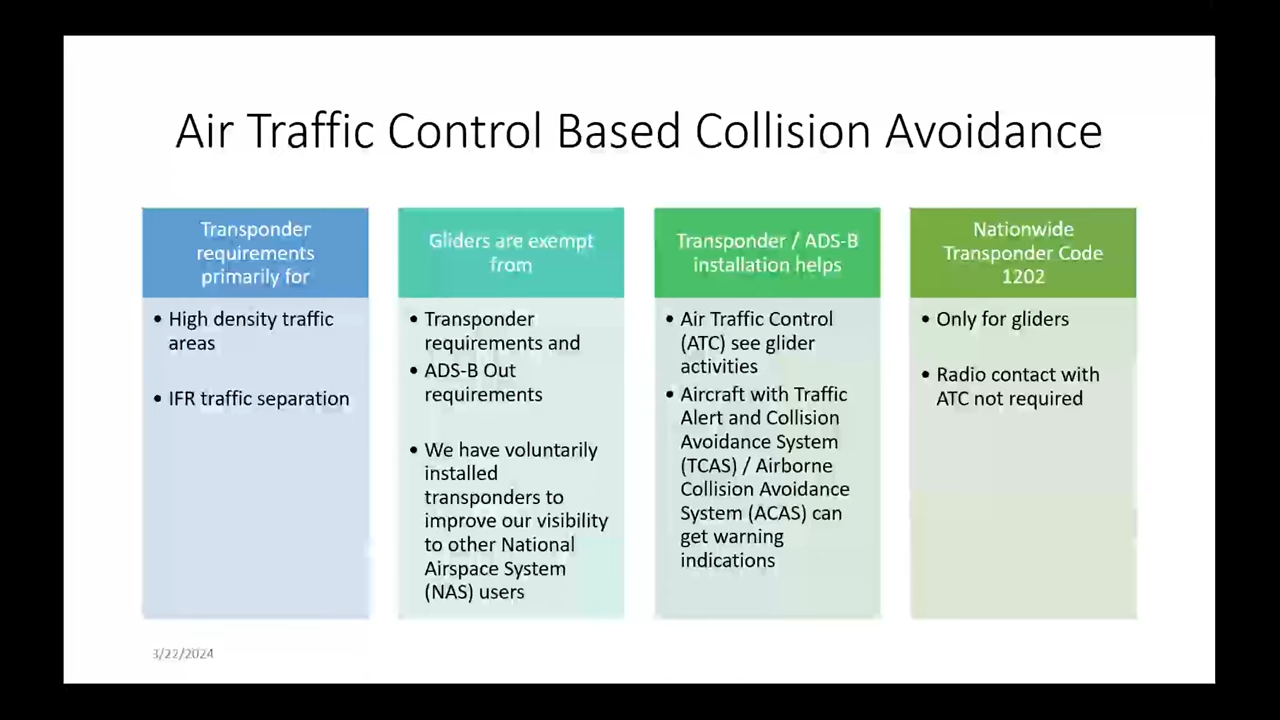 Air Traffic Control Based Collision Avoidance
Transponder
requirements
primarily for
• High density traffic
areas
• IFR traffic separation
Gliders are exempt
from
• Transponder
requirements and
• ADS-B Out
requirements
• We have voluntarily
installed
transponders to
improve our visibility
to other National
Airspace System
(NAS) users
Transponder / ADS-B
installation helps
• Air Traffic Control
(ATC) see glider
activities
• Aircraft with Traffic
Alert and Collision
Avoidance System
(TCAS) / Airborne
Collision Avoidance
System (ACAS) can
get warning
indications
Nationwide
Transponder Code
1202
• Only for gliders
• Radio contact with
ATC not required
3/22/2024